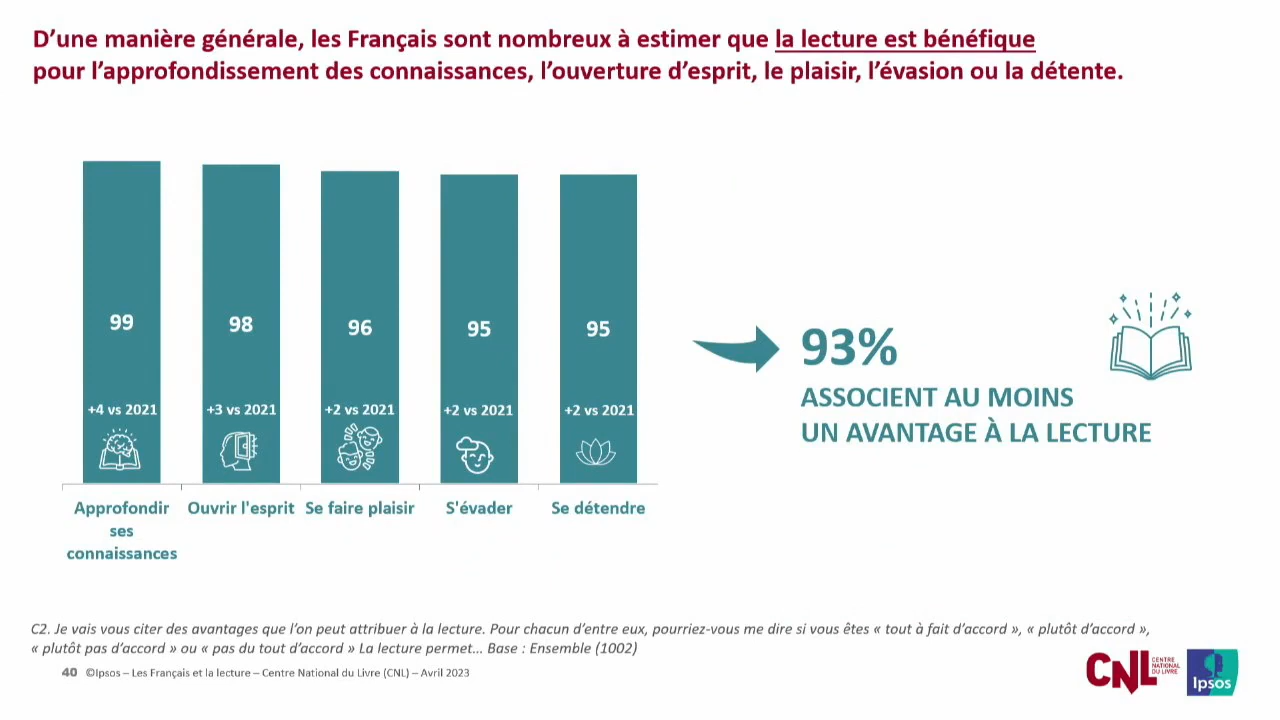 D’une manière générale, les Français sont nombreux à estimer que la lecture est bénéfique
pour l’approfondissement des connaissances, l’ouverture d’esprit, le plaisir, l’évasion ou la détente.
99
98
96
95
95
+4 vs 2021
+3 vs 2021
+2 vs 2021
+2 vs 2021
+2 vs 2021
Approfondir
ses
connaissances
Ouvrir l'esprit
Se faire plaisir
S'évader
Se détendre
93%
ASSOCIENT AU MOINS
UN AVANTAGE À LA LECTURE
C2. Je vais vous citer des avantages que l’on peut attribuer à la lecture. Pour chacun d’entre eux, pourriez-vous me dire si vous êtes « tout à fait d’accord », « plutôt d’accord »,
« plutôt pas d’accord » ou « pas du tout d’accord » La lecture permet… Base : Ensemble (1002)
40 ©Ipsos – Les Français et la lecture – Centre National du Livre (CNL) – Avril 2023
CNL
CENTRE
NATIONAL
DU LIVRE
Ipsos